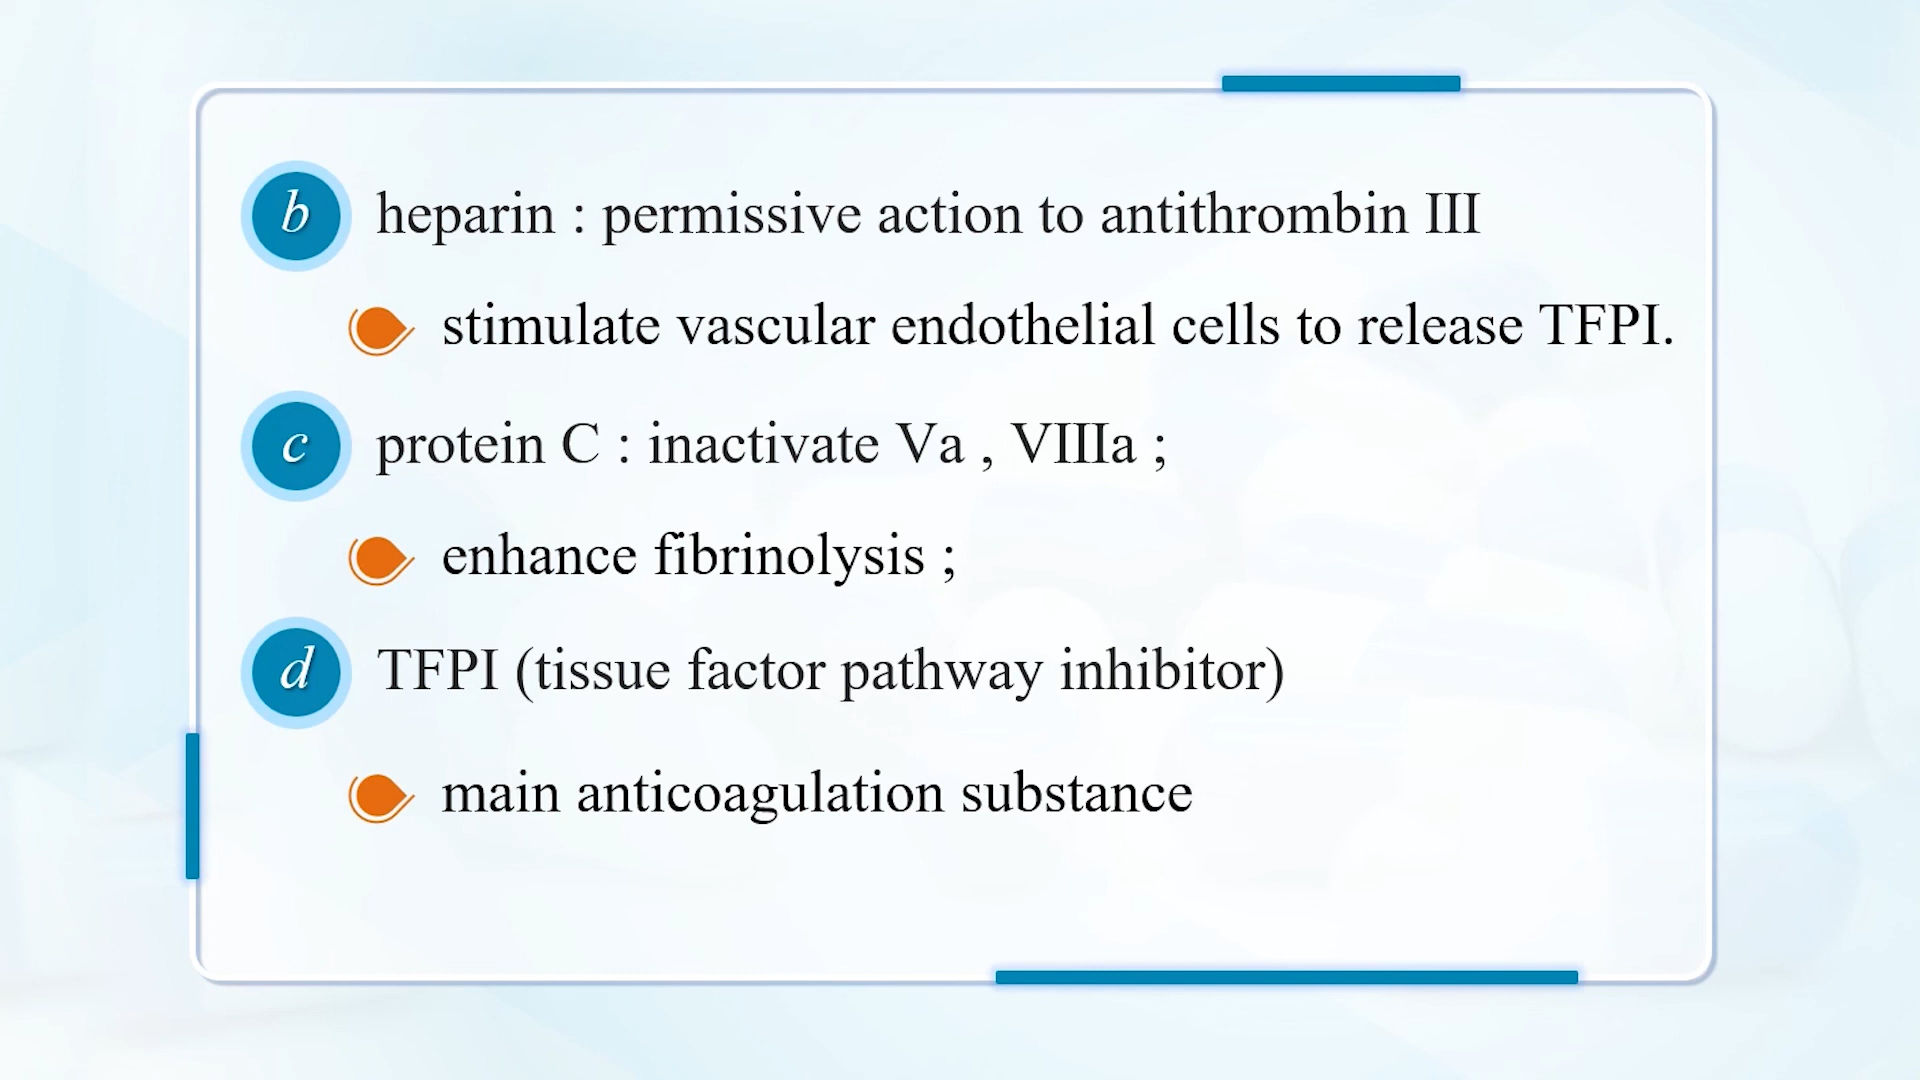 b heparin : permissive action to antithrombin III
stimulate vascular endothelial cells to release TFPI.
c protein C : inactivate Va , VIIIa ;
enhance fibrinolysis ;
d TFPI (tissue factor pathway inhibitor)
main anticoagulation substance